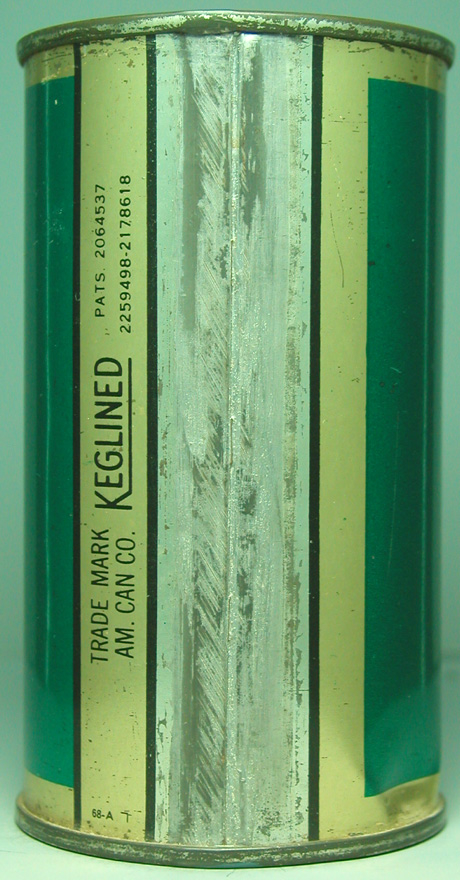 TRADE MARK KEGLINED PATS. 2064537
AM. CAN CO. 2259498-2178618
68-A T